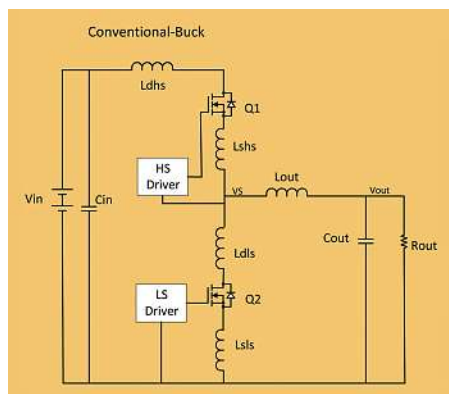 Conventional-Buck
Ldhs
Q1
Lshs
HS
Driver
Lout
VS
Vout
Vin
Cin
Cout
Rout
Ldls
LS
Driver
Q2
Lsls